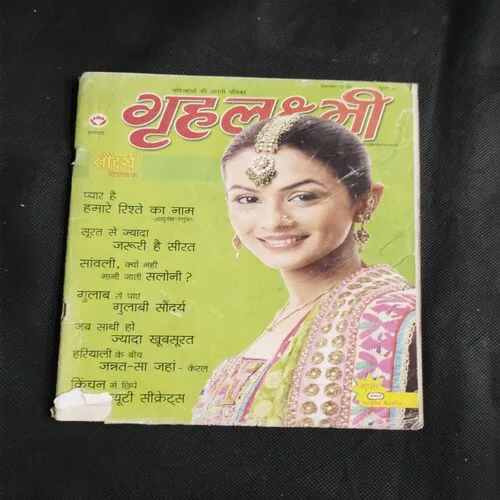 महिलाओं की अपनी पत्रिका
गृहलक्ष्मी
सौंदर्य
विशेषांक
प्यार है
हमारे रिश्ते का नाम
सूरत से ज्यादा
जरूरी है सीरत
सांवली, क्यों नहीं
मानी जाती सलोनी ?
गुलाब से पाएं
गुलाबी सौंदर्य
जब साथी हो
ज्यादा खूबसूरत
हरियाली के बीच
जन्नत-सा जहां - केरल
किचन में छिपे
ब्यूटी सीक्रेट्स